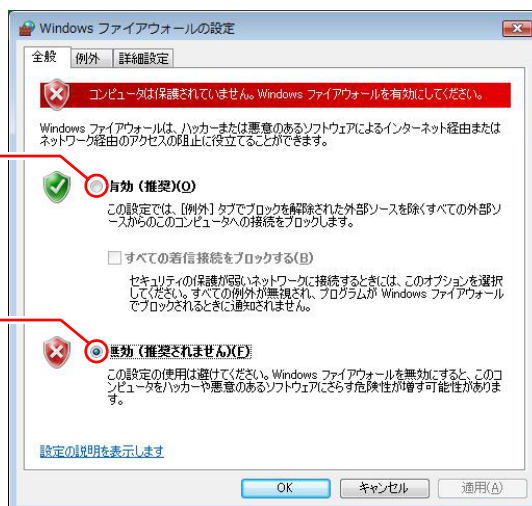 Windows ファイアウォールの設定
全般 例外 詳細設定
コンピュータは保護されていません。Windows ファイアウォールを有効にしてください。
Windows ファイアウォールは、ハッカーまたは悪意のあるソフトウェアによるインターネット経由または
ネットワーク経由のアクセスの阻止に役立てることができます。
有効 (推奨)(O)
この設定では、[例外] タブでブロックを解除された外部ソースを除くすべての外部ソ
ースからのこのコンピュータへの接続をブロックします。
すべての着信接続をブロックする(B)
セキュリティの保護が弱いネットワークに接続するときには、このオプションを選択
してください。すべての例外が無視され、プログラムが Windows ファイアウォール
でブロックされるときに通知されません。
無効 (推奨されません)(F)
この設定の使用は避けてください。Windows ファイアウォールを無効にすると、このコ
ンピュータをハッカーや悪意のあるソフトウェアにさらす危険性が増す可能性がありま
す。
設定の説明を表示します
OK キャンセル 適用(A)